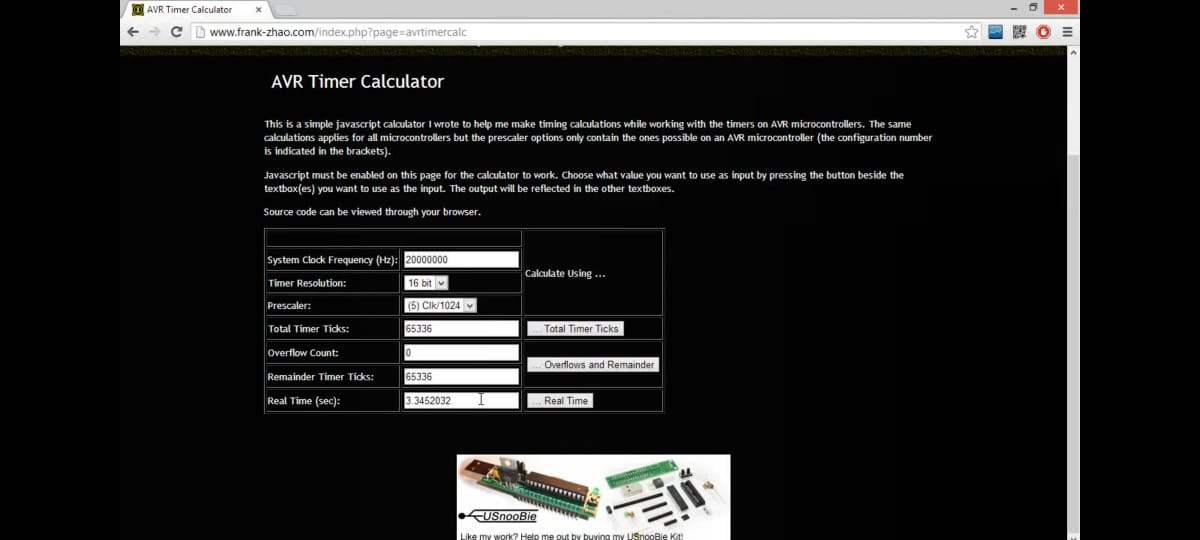 AVR Timer Calculator
www.frank-zhao.com/index.php?page=avrtimercalc
AVR Timer Calculator
This is a simple javascript calculator I wrote to help me make timing calculations while working with the timers on AVR microcontrollers. The same
calculations applies for all microcontrollers but the prescaler options only contain the ones possible on an AVR microcontroller (the configuration number
is indicated in the brackets).
Javascript must be enabled on this page for the calculator to work. Choose what value you want to use as input by pressing the button beside the
textbox(es) you want to use as the input. The output will be reflected in the other textboxes.
Source code can be viewed through your browser.
System Clock Frequency (Hz): 20000000
Calculate Using ...
Timer Resolution: 16 bit
Prescaler: (5) Clk/1024
Total Timer Ticks: 65336 ... Total Timer Ticks
Overflow Count: 0
... Overflows and Remainder
Remainder Timer Ticks: 65336
Real Time (sec): 3.3452032 ... Real Time
USnooBie
Like my work? Help me out by buying my USnooBie Kit!